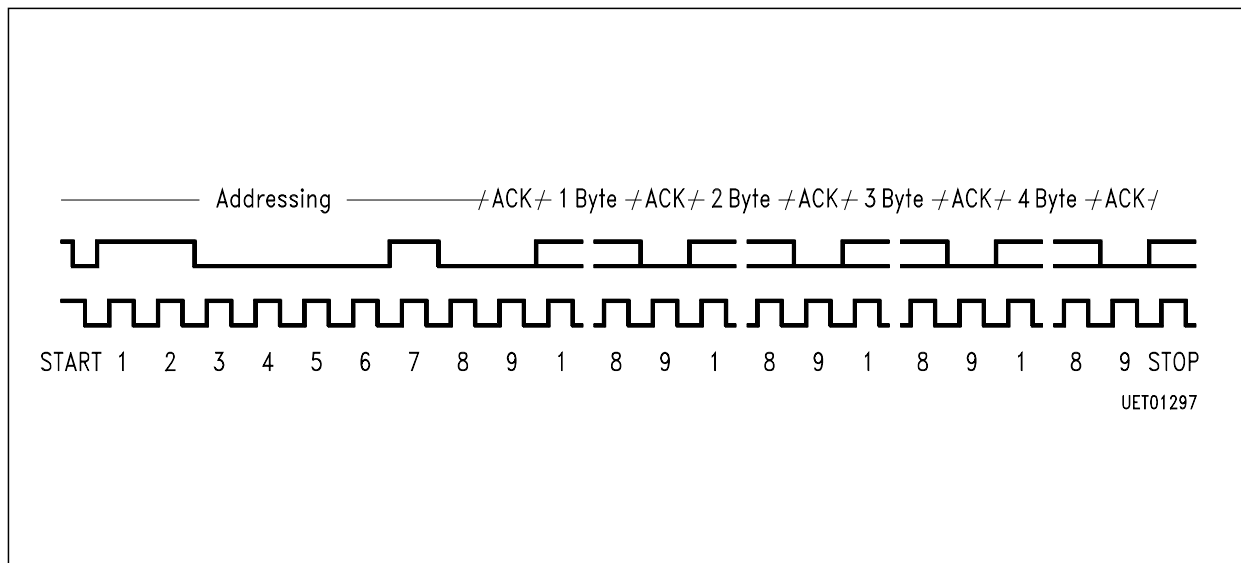 Addressing /ACK/ 1 Byte /ACK/ 2 Byte /ACK/ 3 Byte /ACK/ 4 Byte /ACK/
START 1 2 3 4 5 6 7 8 9 1 8 9 1 8 9 1 8 9 1 8 9 STOP
UET01297